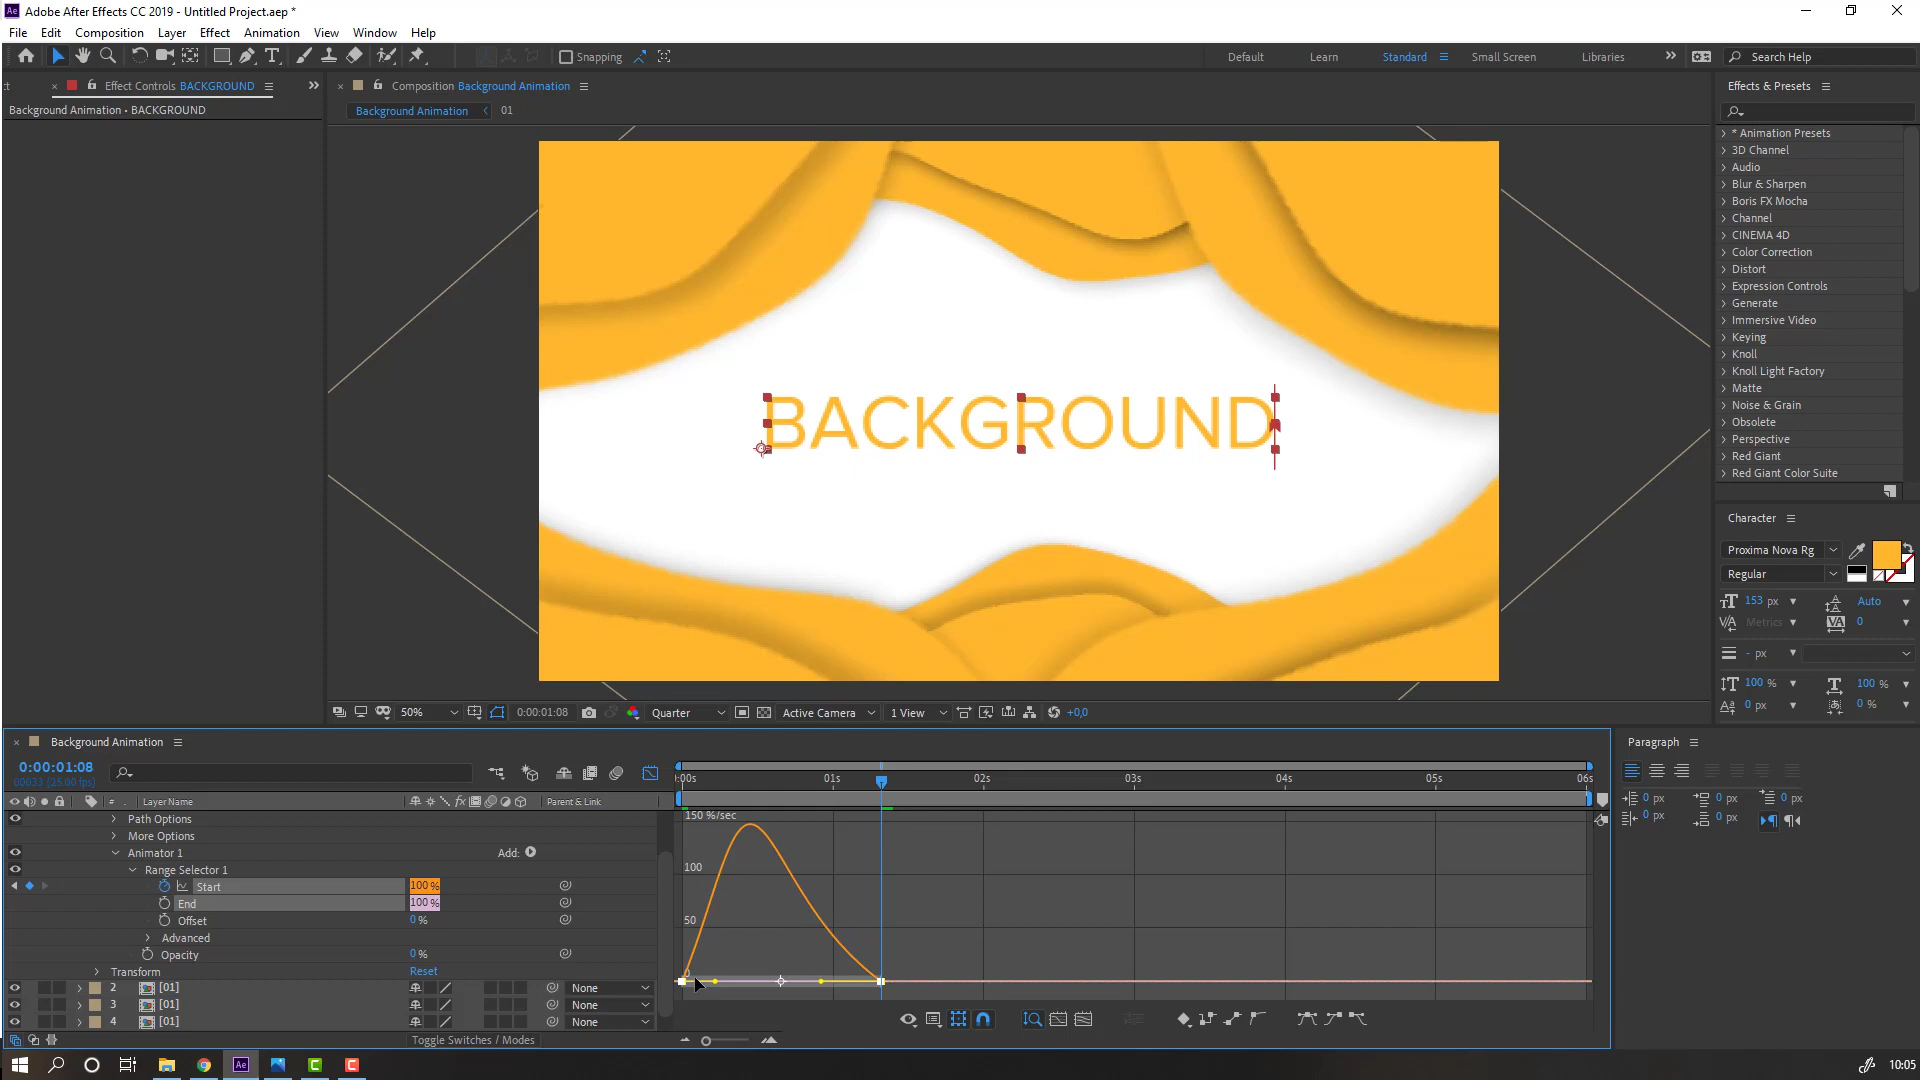 Adobe After Effects CC 2019 - Untitled Project.aep *
File Edit Composition Layer Effect Animation View Window Help
Snapping
Default Learn Standard Small Screen Libraries
Search Help
Effect Controls BACKGROUND
Composition Background Animation
Background Animation • BACKGROUND
Background Animation 01
Effects & Presets
* Animation Presets
3D Channel
Audio
Blur & Sharpen
Boris FX Mocha
Channel
CINEMA 4D
Color Correction
Distort
Expression Controls
Generate
Immersive Video
Keying
Knoll
Knoll Light Factory
Matte
Noise & Grain
Obsolete
Perspective
Red Giant
Red Giant Color Suite
BACKGROUND
Character
Proxima Nova Rg
Regular
153 px Auto
Metrics 0
- px
100 % 100 %
0 px 0 %
50% 0:00:01:08 Quarter Active Camera 1 View +0,0
Background Animation
0:00:01:08
00033 (25.00 fps)
# Layer Name Parent & Link
Path Options
More Options
Animator 1 Add:
Range Selector 1
Start 100 %
End 100 %
Offset 0 %
Advanced
Opacity 0 %
Transform Reset
2 [01] None
3 [01] None
4 [01] None
Toggle Switches / Modes
:00s 01s 02s 03s 04s 05s 06s
150 %/sec
100
50
0
Paragraph
0 px 0 px 0 px
0 px 0 px
10:05